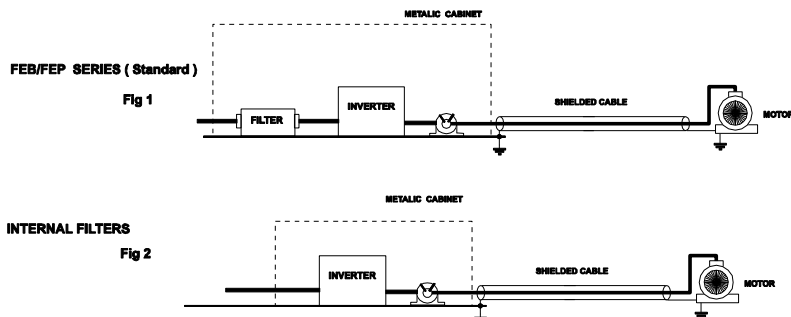 METALIC CABINET
FEB/FEP SERIES ( Standard )
Fig 1
FILTER
INVERTER
SHIELDED CABLE
MOTOR
METALIC CABINET
INTERNAL FILTERS
Fig 2
INVERTER
SHIELDED CABLE
MOTOR